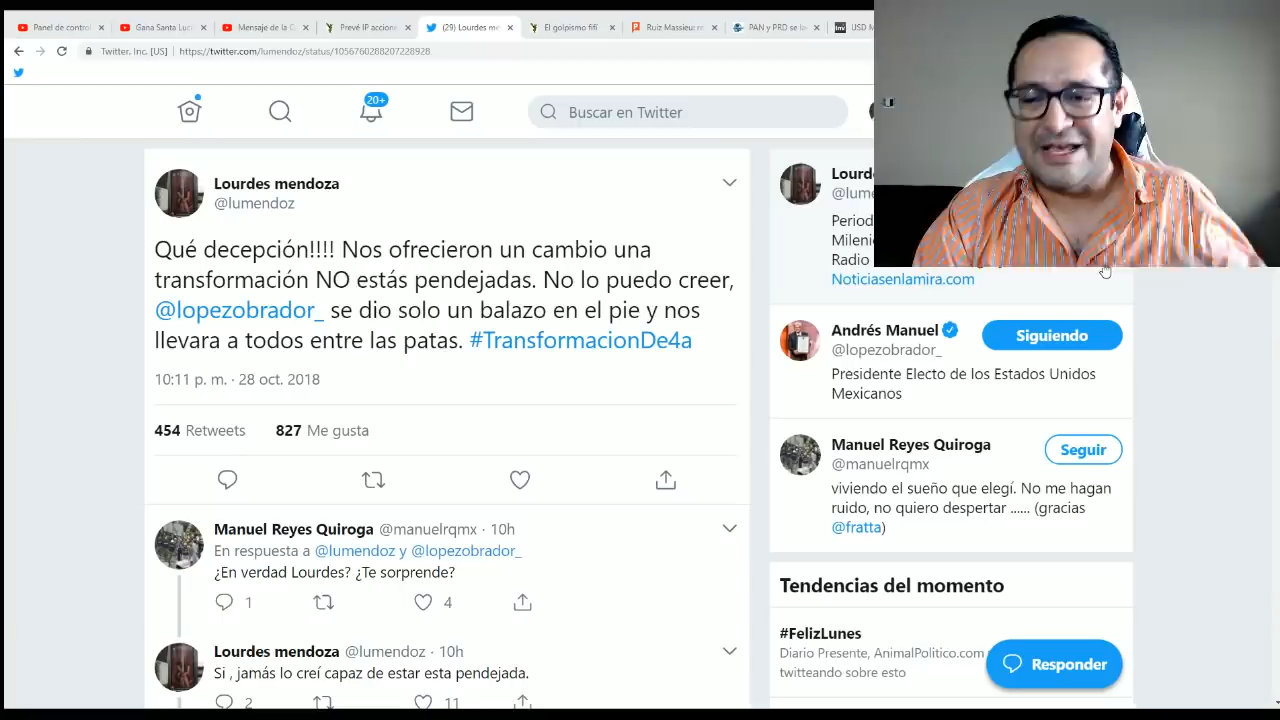 Panel de control
Gana Santa Luc
Mensaje de la C
Prevé IP accione
(29) Lourdes me
El golpismo fifí
Ruiz Massieu: re
PAN y PRD se la
USD M
Twitter, Inc. [US]
https://twitter.com/lumendoz/status/1056760288207228928
20+
Buscar en Twitter
Lourdes mendoza
@lumendoz
Qué decepción!!!! Nos ofrecieron un cambio una
transformación NO estás pendejadas. No lo puedo creer,
@lopezobrador_ se dio solo un balazo en el pie y nos
llevara a todos entre las patas. #TransformacionDe4a
10:11 p. m. · 28 oct. 2018
454 Retweets 827 Me gusta
Manuel Reyes Quiroga @manuelrqmx · 10h
En respuesta a @lumendoz y @lopezobrador_
¿En verdad Lourdes? ¿Te sorprende?
1 4
Lourdes mendoza @lumendoz · 10h
Si , jamás lo creí capaz de estar esta pendejada.
2 11
Lourd
@lume
Period
Milenio
Radio
Noticiasenlamira.com
Andrés Manuel
@lopezobrador_
Siguiendo
Presidente Electo de los Estados Unidos
Mexicanos
Manuel Reyes Quiroga
@manuelrqmx
Seguir
viviendo el sueño que elegí. No me hagan
ruido, no quiero despertar ...... (gracias
@fratta)
Tendencias del momento
#FelizLunes
Diario Presente, AnimalPolitico.com
twitteando sobre esto
Responder